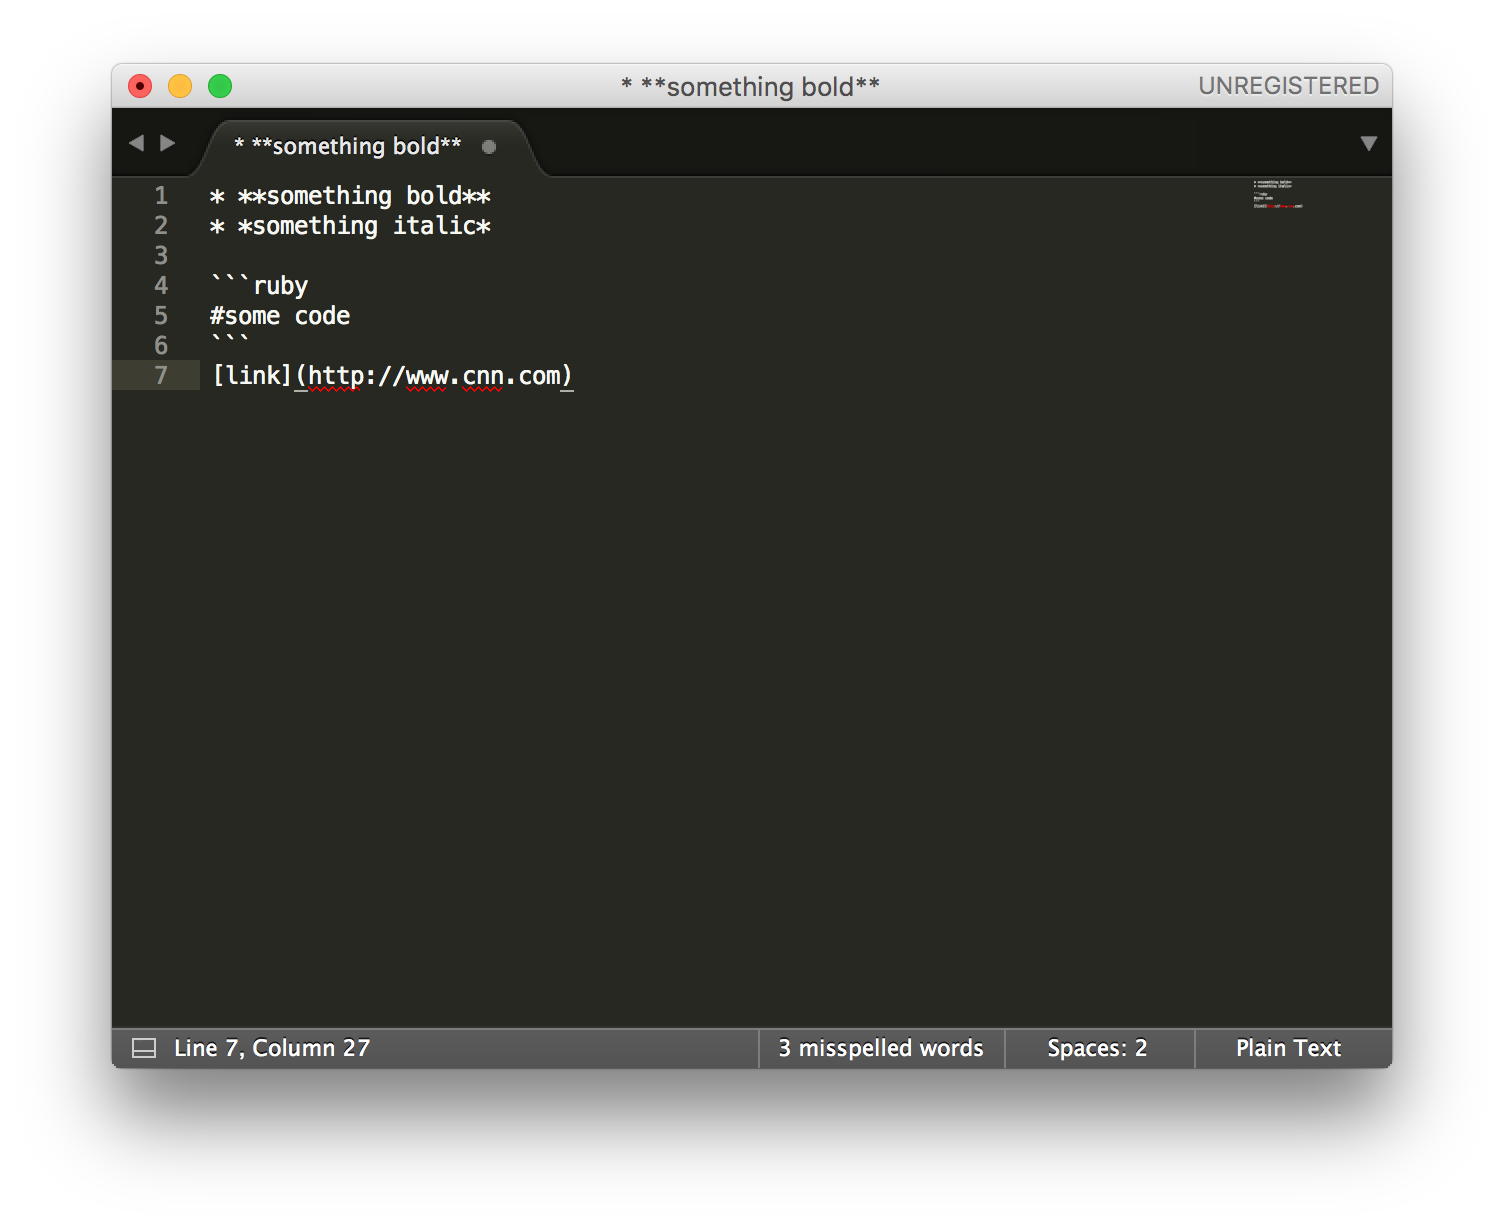 * **something bold**
UNREGISTERED
* **something bold**
1 * **something bold**
2 * *something italic*
3
4 ```ruby
5 #some code
6 ```
7 [link](http://www.cnn.com)
Line 7, Column 27
3 misspelled words
Spaces: 2
Plain Text